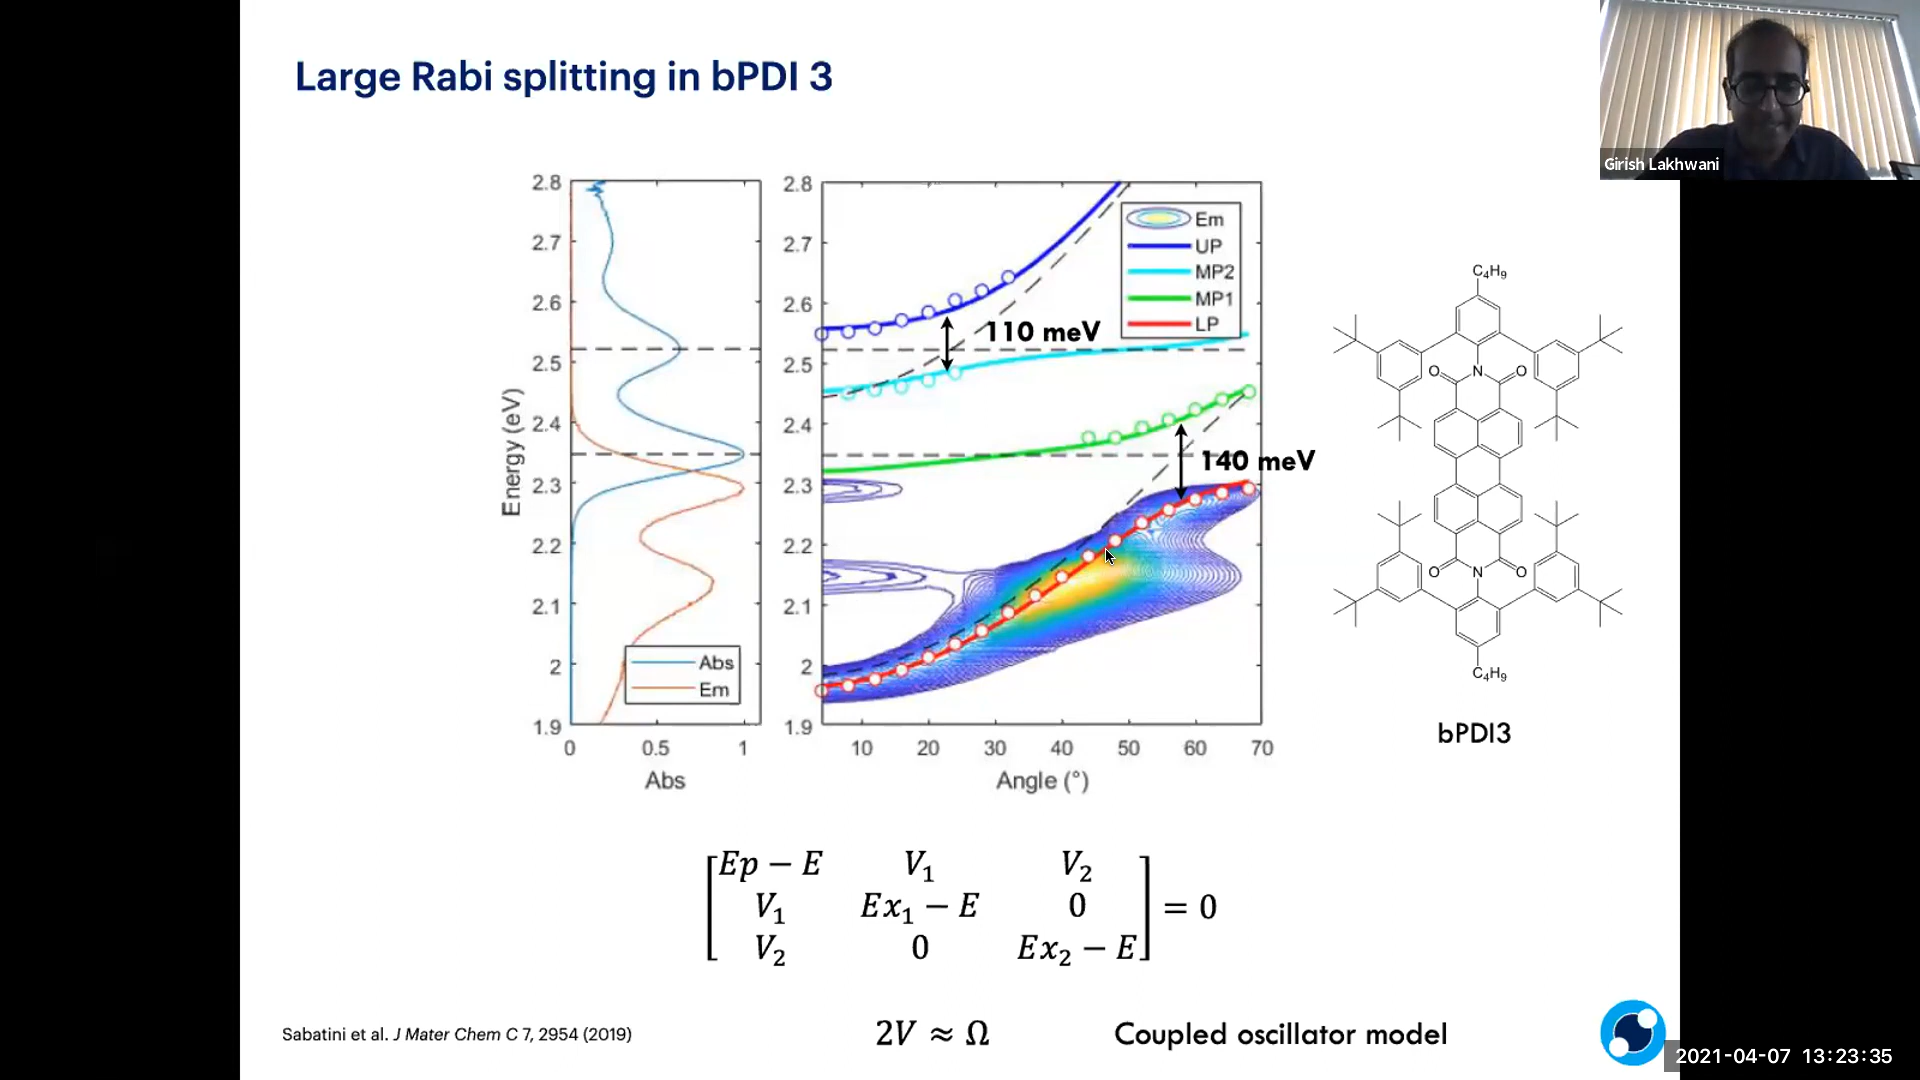 Large Rabi splitting in bPDI 3
Girish Lakhwani
2.8
2.7
2.6
2.5
2.4
2.3
2.2
2.1
2
1.9
Energy (eV)
0
0.5
1
Abs
Abs
Em
2.8
2.7
2.6
2.5
2.4
2.3
2.2
2.1
2
1.9
10
20
30
40
50
60
70
Angle (°)
Em
UP
MP2
MP1
LP
110 meV
140 meV
C₄H₉
O
N
O
O
N
O
C₄H₉
bPDI3
Ep − E V₁ V₂
V₁ Ex₁ − E 0 = 0
V₂ 0 Ex₂ − E
Sabatini et al. J Mater Chem C 7, 2954 (2019)
2V ≈ Ω
Coupled oscillator model
2021-04-07 13:23:35